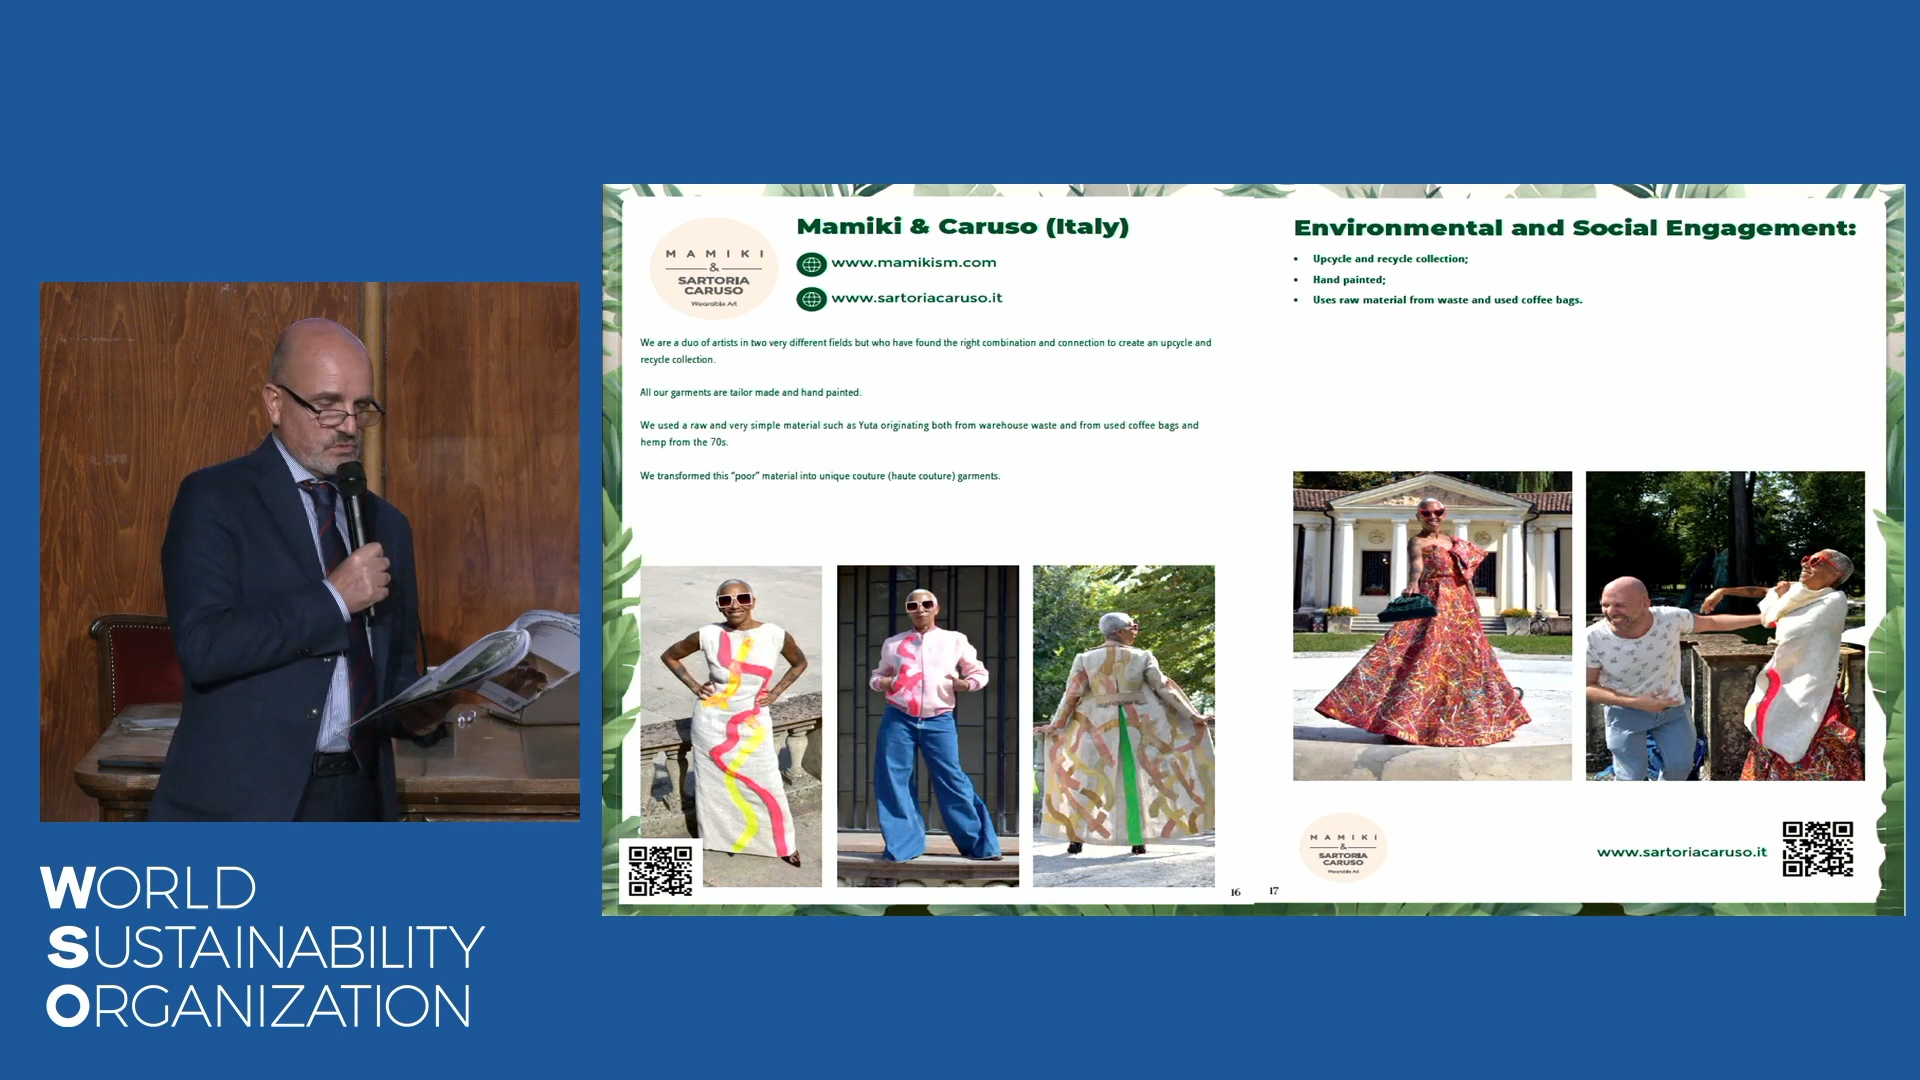 Mamiki & Caruso (Italy)
MAMIKI
&
SARTORIA
CARUSO
Wearable Art
www.mamikism.com
www.sartoriacaruso.it
We are a duo of artists in two very different fields but who have found the right combination and connection to create an upcycle and
recycle collection.
All our garments are tailor made and hand painted.
We used a raw and very simple material such as Yuta originating both from warehouse waste and from used coffee bags and
hemp from the 70s.
We transformed this “poor” material into unique couture (haute couture) garments.
16
Environmental and Social Engagement:
• Upcycle and recycle collection;
• Hand painted;
• Uses raw material from waste and used coffee bags.
MAMIKI
&
SARTORIA
CARUSO
Wearable Art
www.sartoriacaruso.it
17
WORLD
SUSTAINABILITY
ORGANIZATION